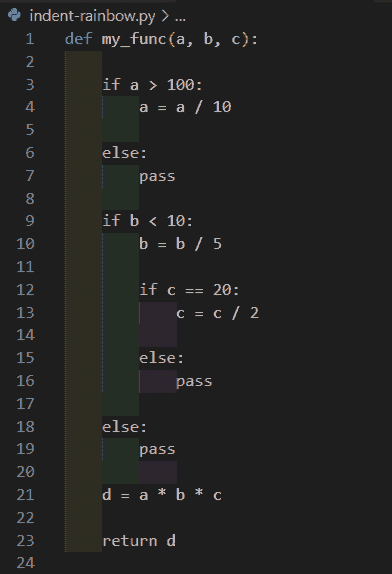 indent-rainbow.py > ...
1 def my_func(a, b, c):
2
3     if a > 100:
4         a = a / 10
5
6     else:
7         pass
8
9     if b < 10:
10         b = b / 5
11
12         if c == 20:
13             c = c / 2
14
15         else:
16             pass
17
18     else:
19         pass
20
21     d = a * b * c
22
23     return d
24